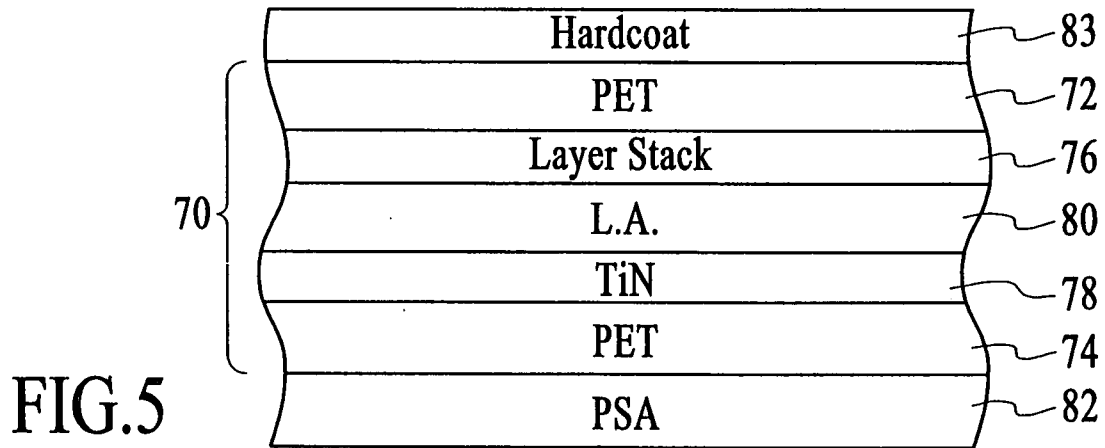 Hardcoat 83
PET 72
Layer Stack 76
70
L.A. 80
TiN 78
PET 74
PSA 82
FIG.5